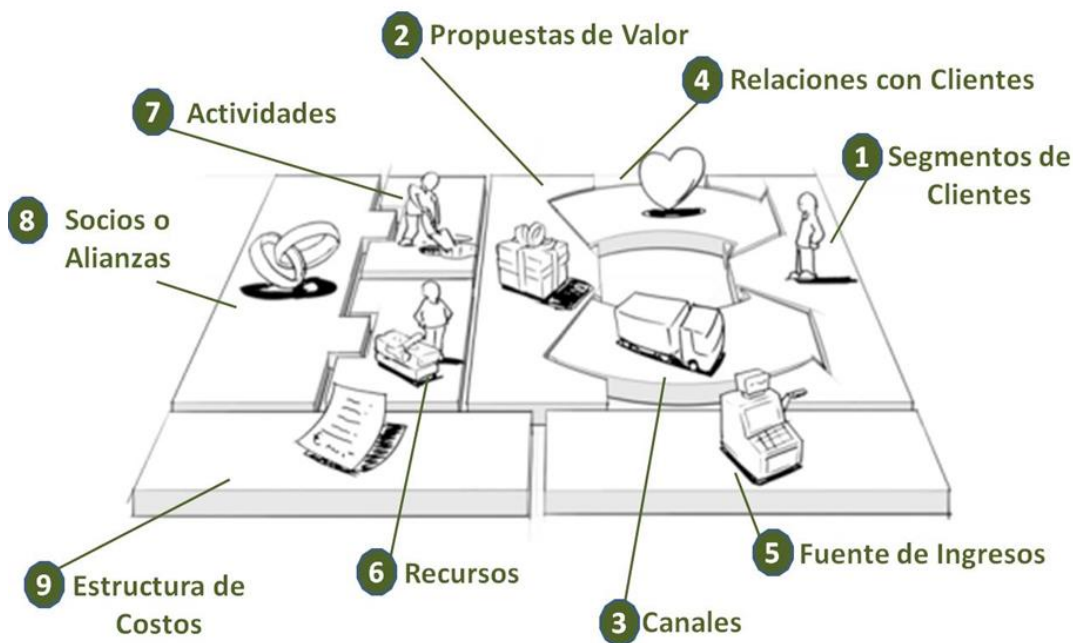 2 Propuestas de Valor
4 Relaciones con Clientes
7 Actividades
1 Segmentos de
Clientes
8 Socios o
Alianzas
5 Fuente de Ingresos
6 Recursos
9 Estructura de
Costos
3 Canales